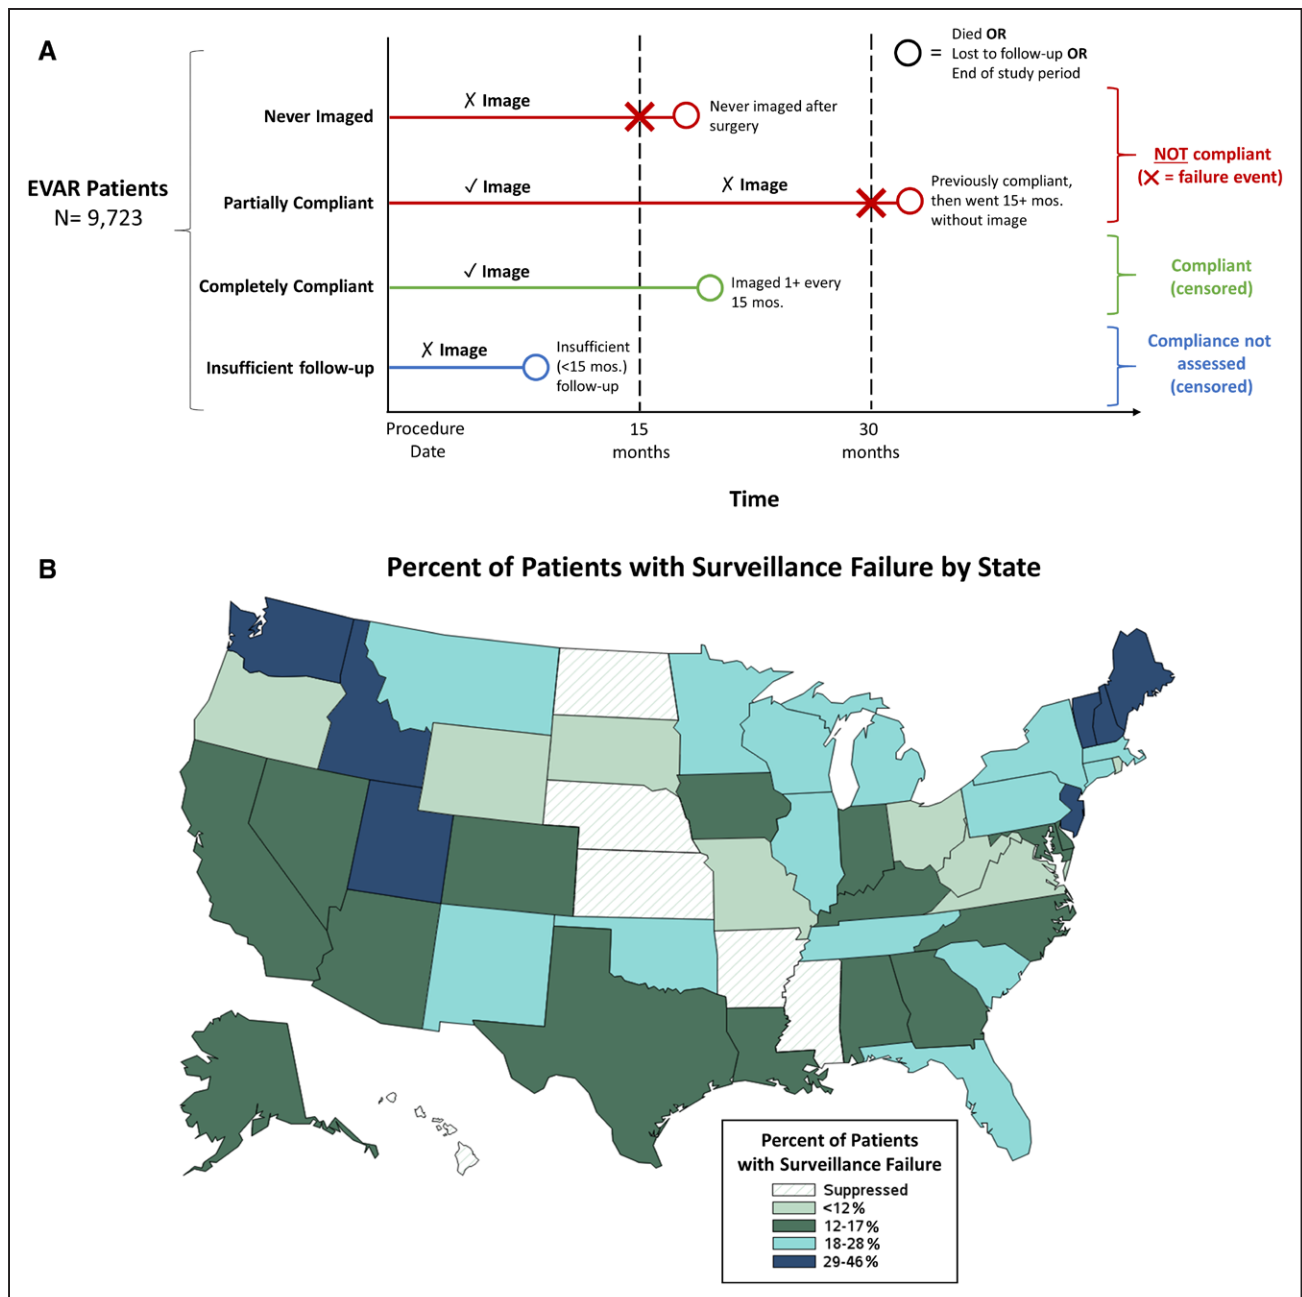 A
Died OR
= Lost to follow-up OR
End of study period
EVAR Patients
N= 9,723
Never Imaged
✗ Image
Never imaged after
surgery
Partially Compliant
✓ Image
✗ Image
Previously compliant,
then went 15+ mos.
without image
NOT compliant
(✕ = failure event)
Completely Compliant
✓ Image
Imaged 1+ every
15 mos.
Compliant
(censored)
Insufficient follow-up
✗ Image
Insufficient
(<15 mos.)
follow-up
Compliance not
assessed
(censored)
Procedure
Date
15
months
30
months
Time
B
Percent of Patients with Surveillance Failure by State
Percent of Patients
with Surveillance Failure
Suppressed
<12%
12-17%
18-28%
29-46%